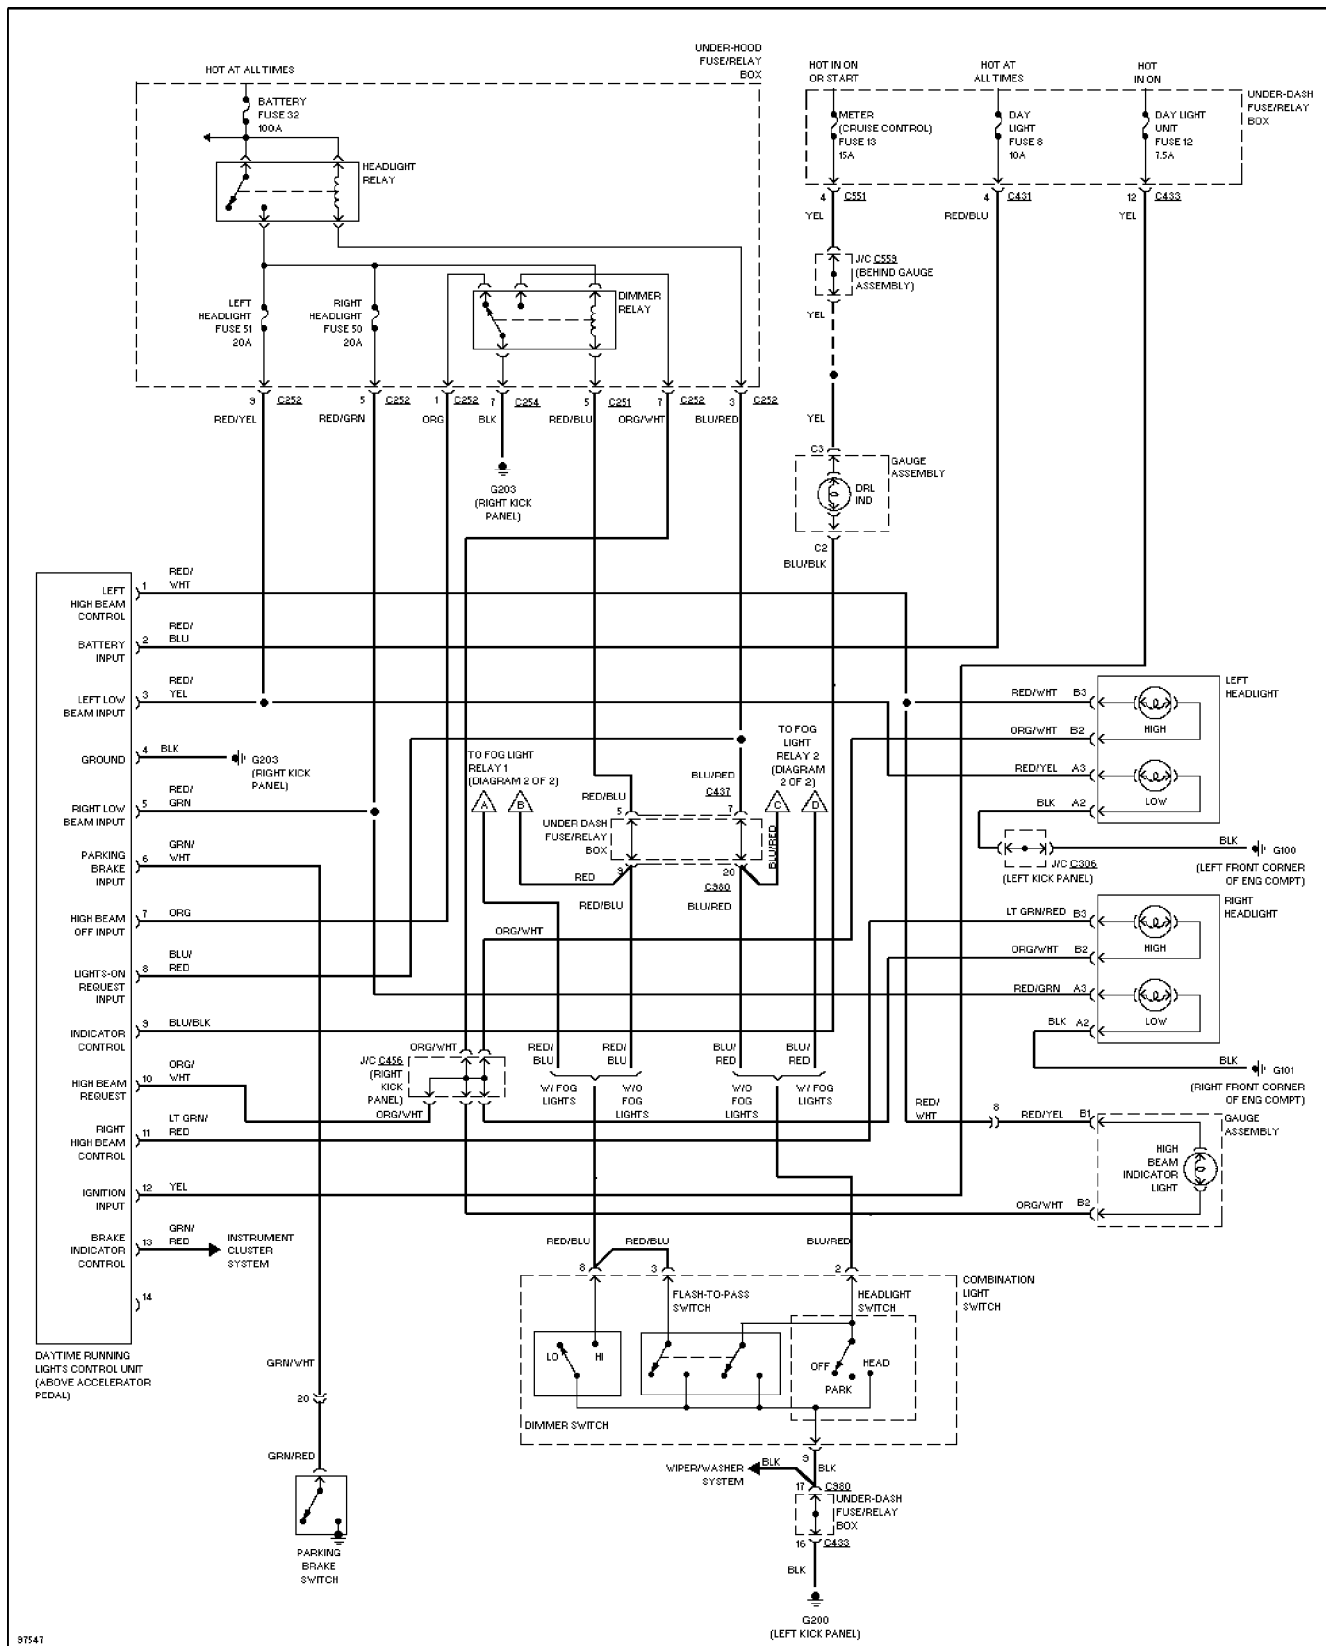 HOT AT ALL TIMES
UNDER-HOOD
FUSE/RELAY
BOX
BATTERY
FUSE 32
100A
HEADLIGHT
RELAY
LEFT
HEADLIGHT
FUSE 51
20A
RIGHT
HEADLIGHT
FUSE 50
20A
DIMMER
RELAY
HOT IN ON
OR START
HOT AT
ALL TIMES
HOT
IN ON
UNDER-DASH
FUSE/RELAY
BOX
METER
(CRUISE CONTROL)
FUSE 13
15A
DAY
LIGHT
FUSE 8
10A
DAY LIGHT
UNIT
FUSE 12
7.5A
4 C551
YEL
4 C431
RED/BLU
12 C433
YEL
J/C C559
(BEHIND GAUGE
ASSEMBLY)
YEL
YEL
9 C252
RED/YEL
5 C252
RED/GRN
1 C252
ORG
7 C254
BLK
5 C251
RED/BLU
7 C252
ORG/WHT
3 C252
BLU/RED
G203
(RIGHT KICK
PANEL)
C3
GAUGE
ASSEMBLY
DRL
IND
C2
BLU/BLK
LEFT
HIGH BEAM
CONTROL
1
RED/
WHT
BATTERY
INPUT
2
RED/
BLU
LEFT LOW
BEAM INPUT
3
RED/
YEL
GROUND
4
BLK
G203
(RIGHT KICK
PANEL)
RIGHT LOW
BEAM INPUT
5
RED/
GRN
PARKING
BRAKE
INPUT
6
GRN/
WHT
HIGH BEAM
OFF INPUT
7
ORG
LIGHTS-ON
REQUEST
INPUT
8
BLU/
RED
INDICATOR
CONTROL
9
BLU/BLK
HIGH BEAM
REQUEST
10
ORG/
WHT
RIGHT
HIGH BEAM
CONTROL
11
LT GRN/
RED
IGNITION
INPUT
12
YEL
BRAKE
INDICATOR
CONTROL
13
GRN/
RED
INSTRUMENT
CLUSTER
SYSTEM
14
DAYTIME RUNNING
LIGHTS CONTROL UNIT
(ABOVE ACCELERATOR
PEDAL)
TO FOG LIGHT
RELAY 1
(DIAGRAM 2 OF 2)
A
B
TO FOG
LIGHT
RELAY 2
(DIAGRAM
2 OF 2)
C
D
RED/BLU
5
BLU/RED
C437
7
UNDER DASH
FUSE/RELAY
BOX
BLU/RED
RED
9
RED/BLU
20
C980
BLU/RED
ORG/WHT
ORG/WHT
J/C C456
(RIGHT
KICK
PANEL)
ORG/WHT
RED/
BLU
RED/
BLU
BLU/
RED
BLU/
RED
W/ FOG
LIGHTS
W/O
FOG
LIGHTS
W/O
FOG
LIGHTS
W/ FOG
LIGHTS
RED/WHT B3
ORG/WHT B2
RED/YEL A3
BLK A2
LEFT
HEADLIGHT
HIGH
LOW
J/C C306
(LEFT KICK PANEL)
BLK
G100
(LEFT FRONT CORNER
OF ENG COMPT)
LT GRN/RED B3
ORG/WHT B2
RED/GRN A3
BLK A2
RIGHT
HEADLIGHT
HIGH
LOW
BLK
G101
(RIGHT FRONT CORNER
OF ENG COMPT)
RED/
WHT
8
RED/YEL B1
GAUGE
ASSEMBLY
HIGH
BEAM
INDICATOR
LIGHT
ORG/WHT B2
RED/BLU
8
RED/BLU
3
BLU/RED
2
COMBINATION
LIGHT
SWITCH
FLASH-TO-PASS
SWITCH
HEADLIGHT
SWITCH
LO
HI
OFF
PARK
HEAD
DIMMER SWITCH
9
BLK
BLK
WIPER/WASHER
SYSTEM
17 C980
UNDER-DASH
FUSE/RELAY
BOX
16 C433
BLK
G200
(LEFT KICK PANEL)
GRN/WHT
20
GRN/RED
PARKING
BRAKE
SWITCH
97547